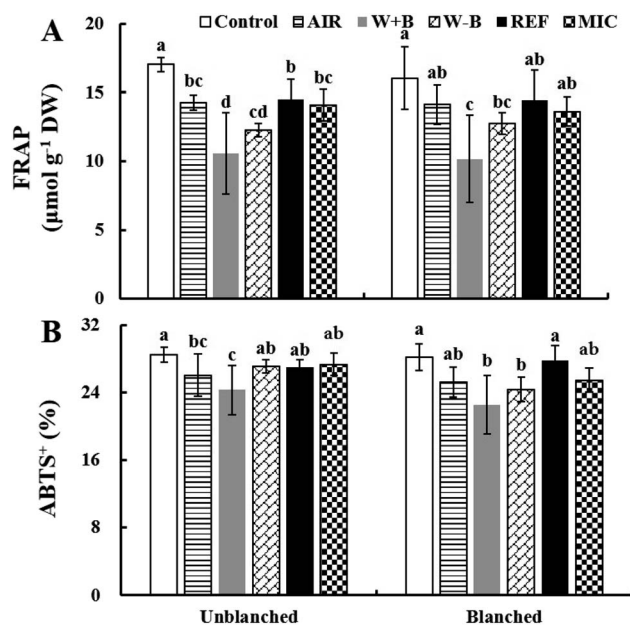 Control AIR W+B W-B REF MIC
A
20
15
10
5
0
FRAP
(μmol g⁻¹ DW)
a bc d cd b bc
a ab c bc ab ab
B
32
24
16
8
0
ABTS⁺ (%)
a bc c ab ab ab
a ab b b a ab
Unblanched Blanched